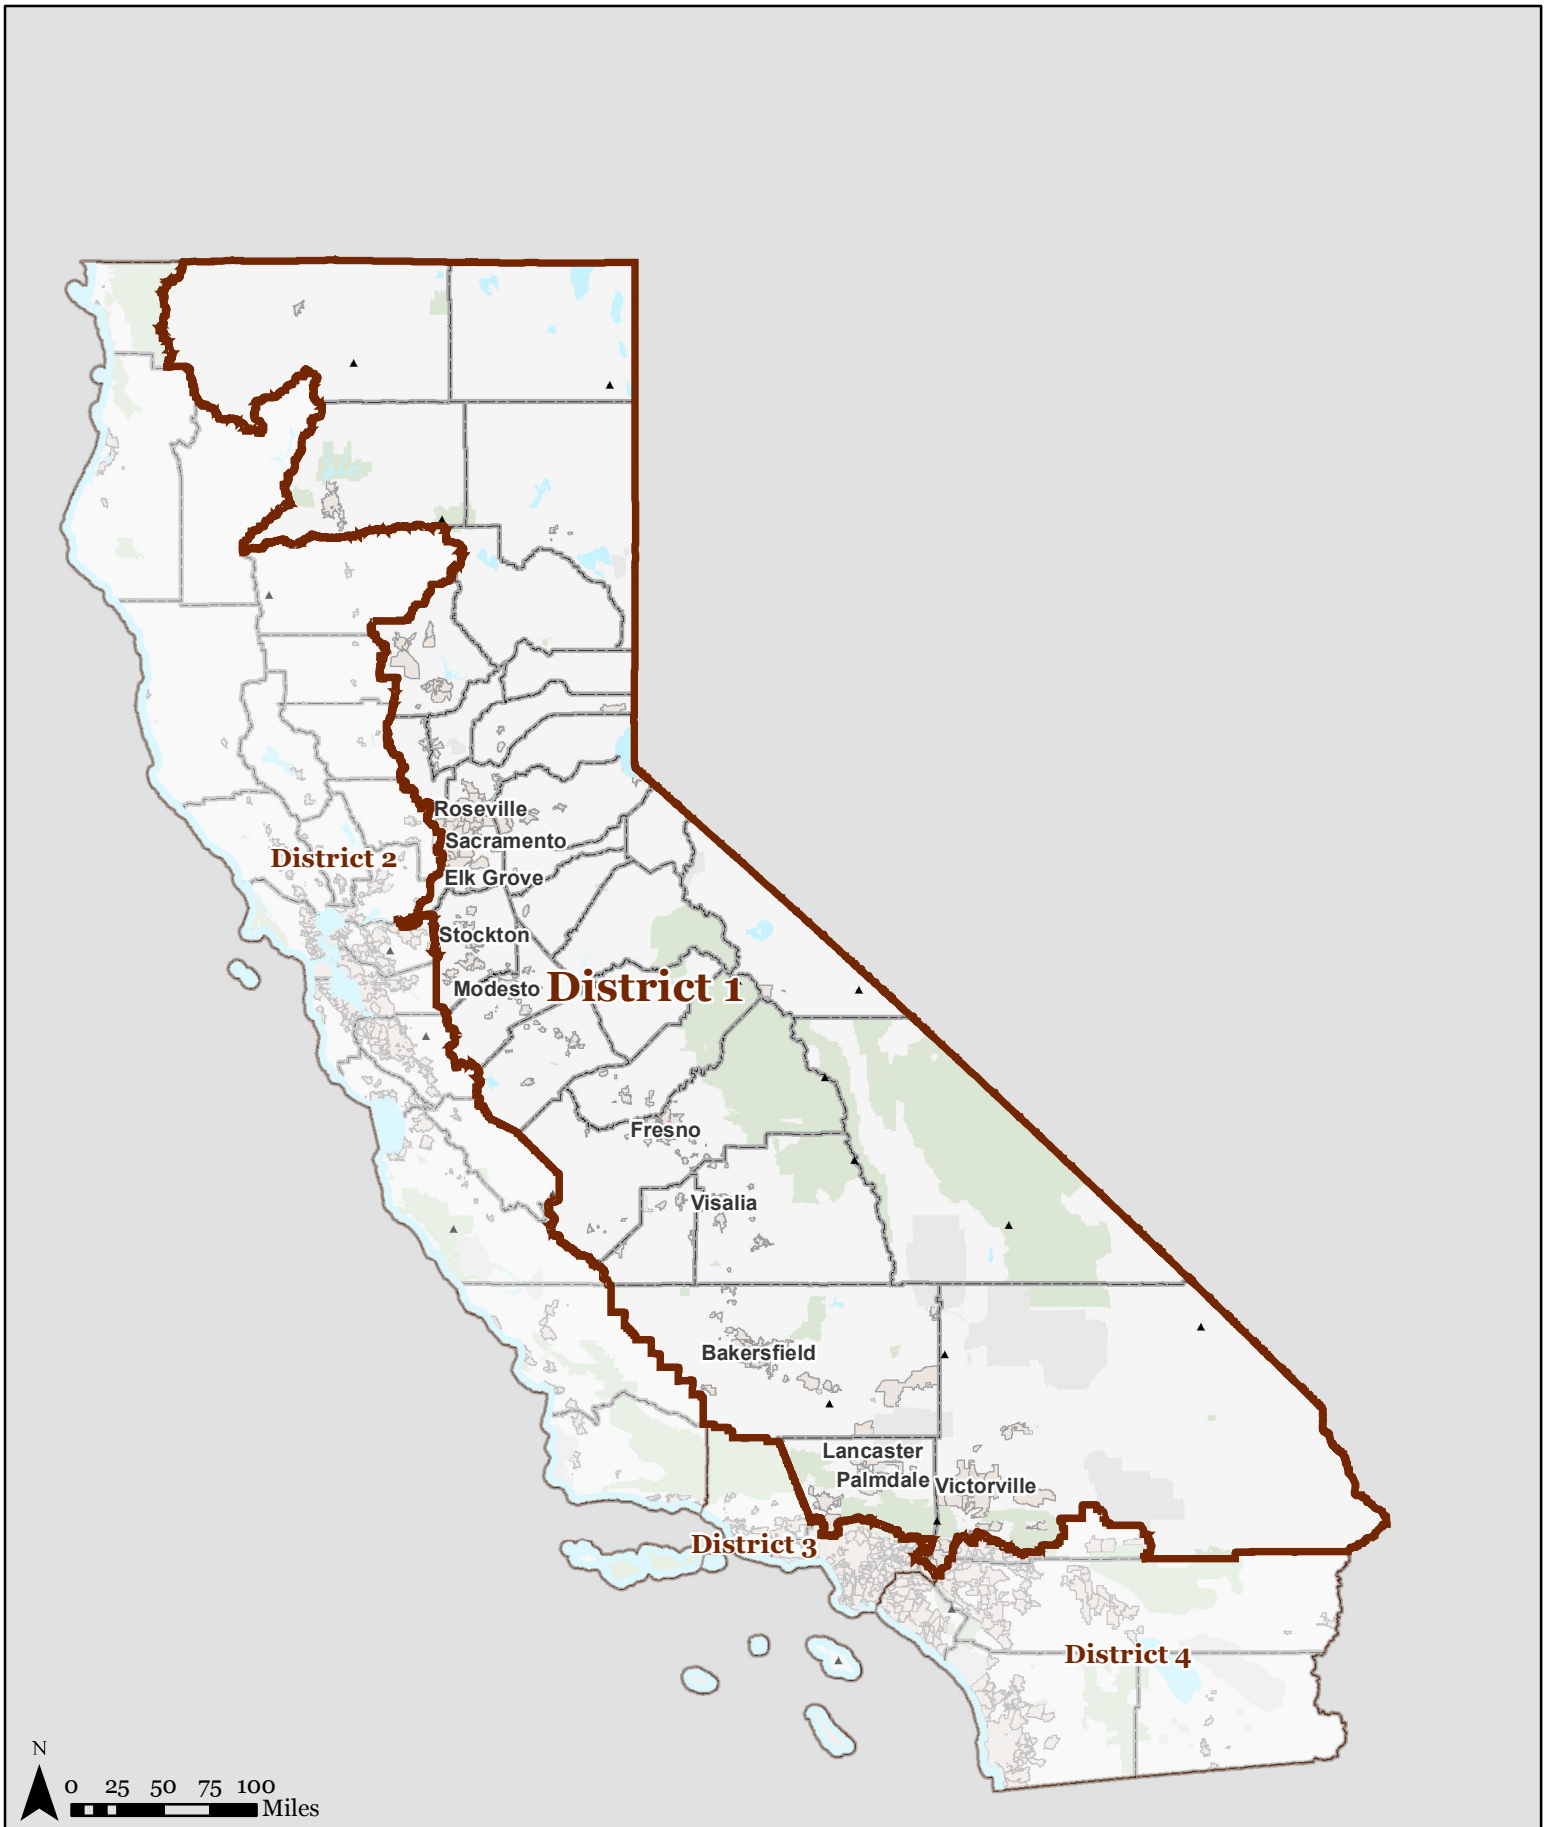 Roseville
Sacramento
District 2
Elk Grove
Stockton
Modesto
District 1
Fresno
Visalia
Bakersfield
Lancaster
Palmdale
Victorville
District 3
District 4
N
0 25 50 75 100
Miles